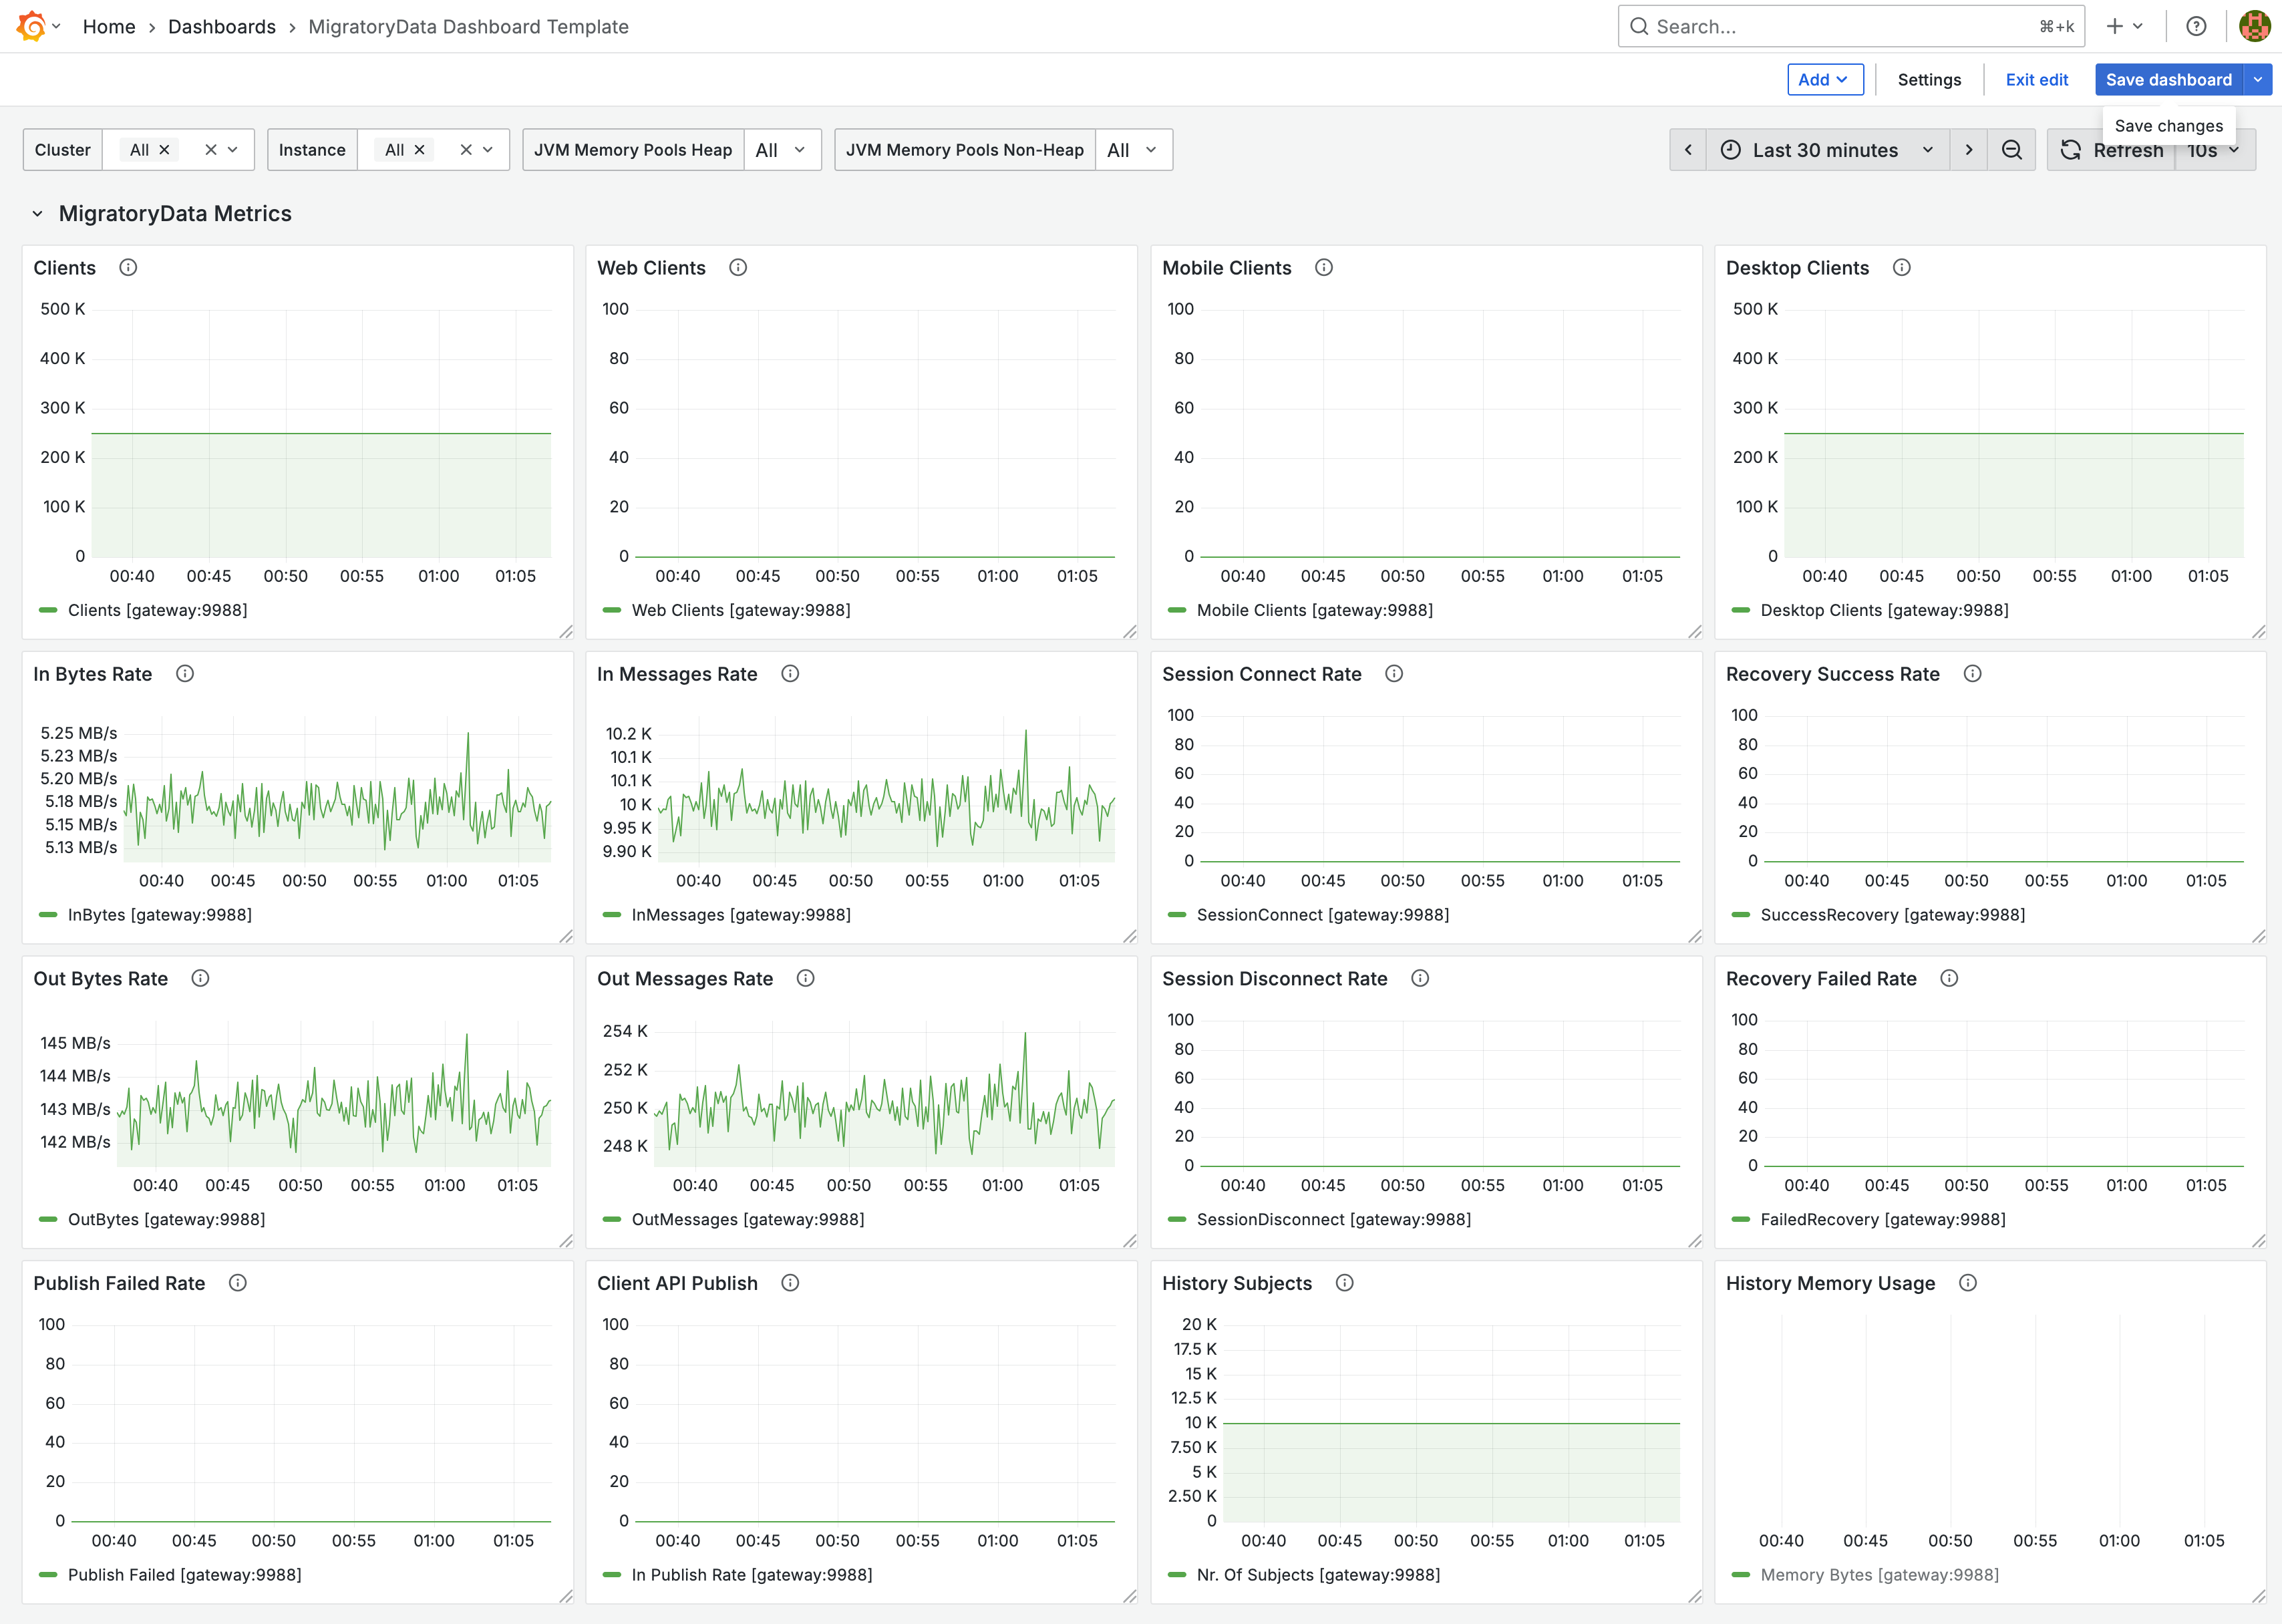 Home > Dashboards > MigratoryData Dashboard Template
Search...
⌘+k
Add
Settings
Exit edit
Save dashboard
Save changes
Cluster All
Instance All
JVM Memory Pools Heap All
JVM Memory Pools Non-Heap All
Last 30 minutes
Refresh 10s
MigratoryData Metrics
Clients
500 K
400 K
300 K
200 K
100 K
0
00:40 00:45 00:50 00:55 01:00 01:05
Clients [gateway:9988]
Web Clients
100
80
60
40
20
0
00:40 00:45 00:50 00:55 01:00 01:05
Web Clients [gateway:9988]
Mobile Clients
100
80
60
40
20
0
00:40 00:45 00:50 00:55 01:00 01:05
Mobile Clients [gateway:9988]
Desktop Clients
500 K
400 K
300 K
200 K
100 K
0
00:40 00:45 00:50 00:55 01:00 01:05
Desktop Clients [gateway:9988]
In Bytes Rate
5.25 MB/s
5.23 MB/s
5.20 MB/s
5.18 MB/s
5.15 MB/s
5.13 MB/s
00:40 00:45 00:50 00:55 01:00 01:05
InBytes [gateway:9988]
In Messages Rate
10.2 K
10.1 K
10.1 K
10 K
9.95 K
9.90 K
00:40 00:45 00:50 00:55 01:00 01:05
InMessages [gateway:9988]
Session Connect Rate
100
80
60
40
20
0
00:40 00:45 00:50 00:55 01:00 01:05
SessionConnect [gateway:9988]
Recovery Success Rate
100
80
60
40
20
0
00:40 00:45 00:50 00:55 01:00 01:05
SuccessRecovery [gateway:9988]
Out Bytes Rate
145 MB/s
144 MB/s
143 MB/s
142 MB/s
00:40 00:45 00:50 00:55 01:00 01:05
OutBytes [gateway:9988]
Out Messages Rate
254 K
252 K
250 K
248 K
00:40 00:45 00:50 00:55 01:00 01:05
OutMessages [gateway:9988]
Session Disconnect Rate
100
80
60
40
20
0
00:40 00:45 00:50 00:55 01:00 01:05
SessionDisconnect [gateway:9988]
Recovery Failed Rate
100
80
60
40
20
0
00:40 00:45 00:50 00:55 01:00 01:05
FailedRecovery [gateway:9988]
Publish Failed Rate
100
80
60
40
20
0
00:40 00:45 00:50 00:55 01:00 01:05
Publish Failed [gateway:9988]
Client API Publish
100
80
60
40
20
0
00:40 00:45 00:50 00:55 01:00 01:05
In Publish Rate [gateway:9988]
History Subjects
20 K
17.5 K
15 K
12.5 K
10 K
7.50 K
5 K
2.50 K
0
00:40 00:45 00:50 00:55 01:00 01:05
Nr. Of Subjects [gateway:9988]
History Memory Usage
00:40 00:45 00:50 00:55 01:00 01:05
Memory Bytes [gateway:9988]